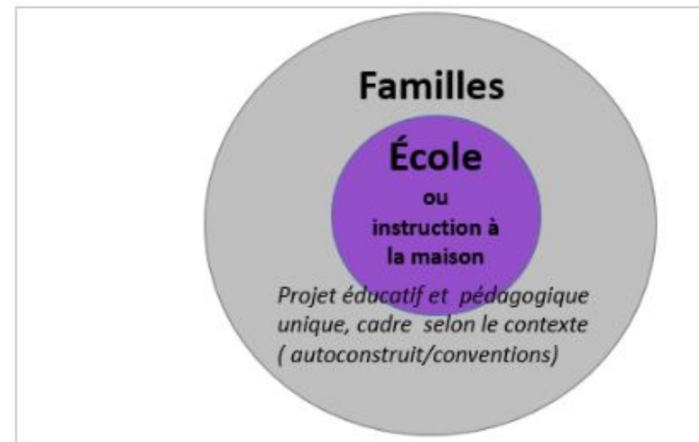 Familles
École
ou
instruction à
la maison
Projet éducatif et pédagogique
unique, cadre selon le contexte
( autoconstruit/conventions)